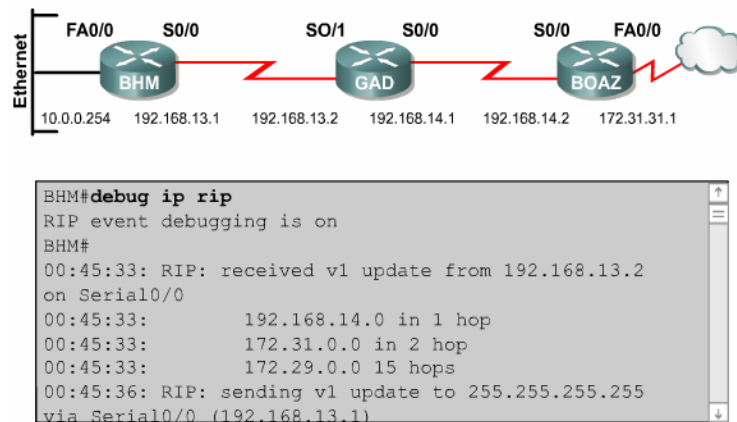 Ethernet
FA0/0 S0/0 SO/1 S0/0 S0/0 FA0/0
BHM GAD BOAZ
10.0.0.254 192.168.13.1 192.168.13.2 192.168.14.1 192.168.14.2 172.31.31.1
BHM#debug ip rip
RIP event debugging is on
BHM#
00:45:33: RIP: received v1 update from 192.168.13.2
on Serial0/0
00:45:33: 192.168.14.0 in 1 hop
00:45:33: 172.31.0.0 in 2 hop
00:45:33: 172.29.0.0 15 hops
00:45:36: RIP: sending v1 update to 255.255.255.255
via Serial0/0 (192.168.13.1)